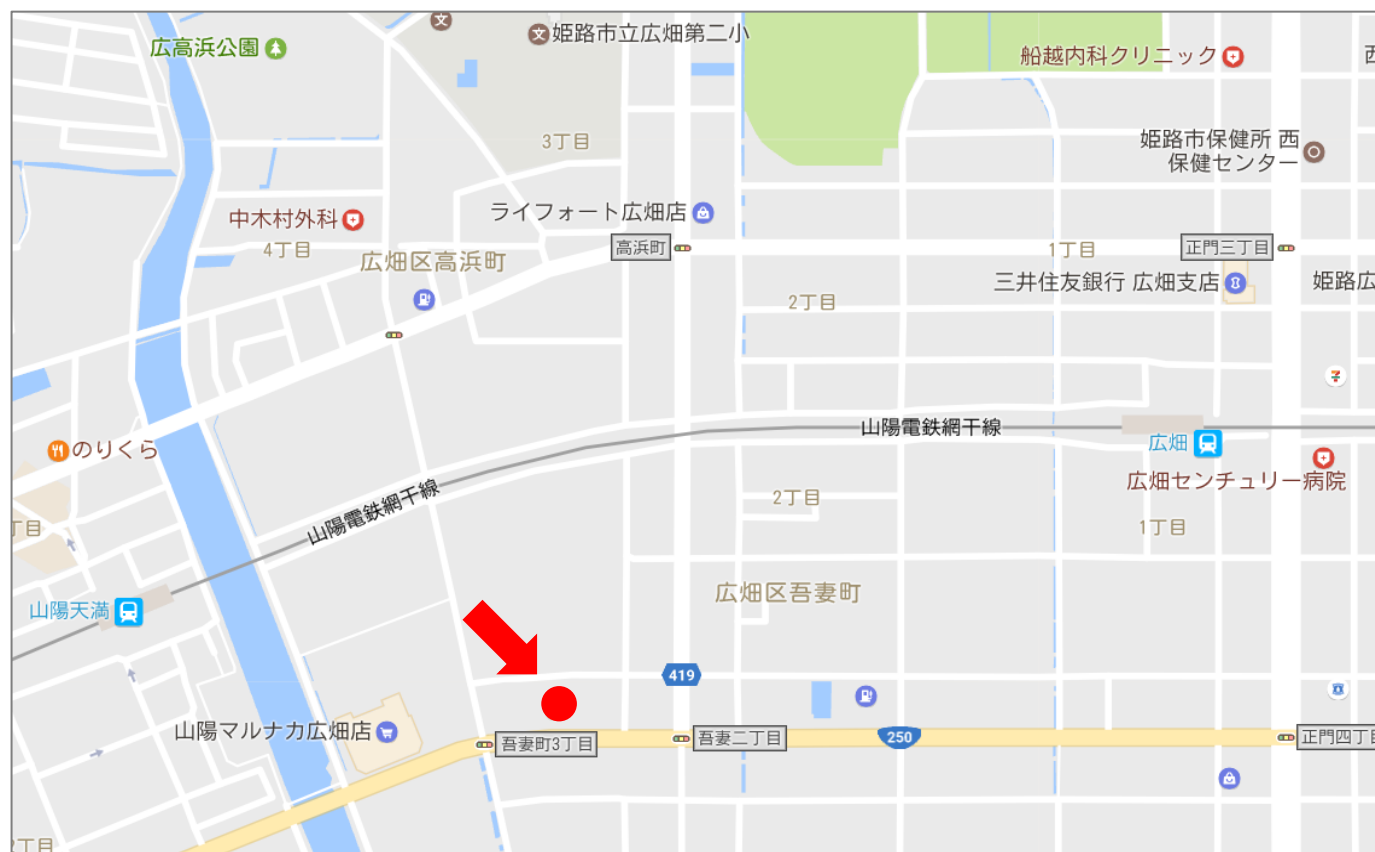 文
文
姫路市立広畑第二小
広高浜公園
船越内科クリニック
西
3丁目
姫路市保健所 西
保健センター
中木村外科
ライフォート広畑店
4丁目
広畑区高浜町
高浜町
1丁目
正門三丁目
三井住友銀行 広畑支店
姫路広
2丁目
7
山陽電鉄網干線
広畑
のりくら
広畑センチュリー病院
2丁目
山陽電鉄網干線
丁目
1丁目
広畑区吾妻町
山陽天満
419
山陽マルナカ広畑店
吾妻町3丁目
吾妻二丁目
250
正門四丁目
丁目